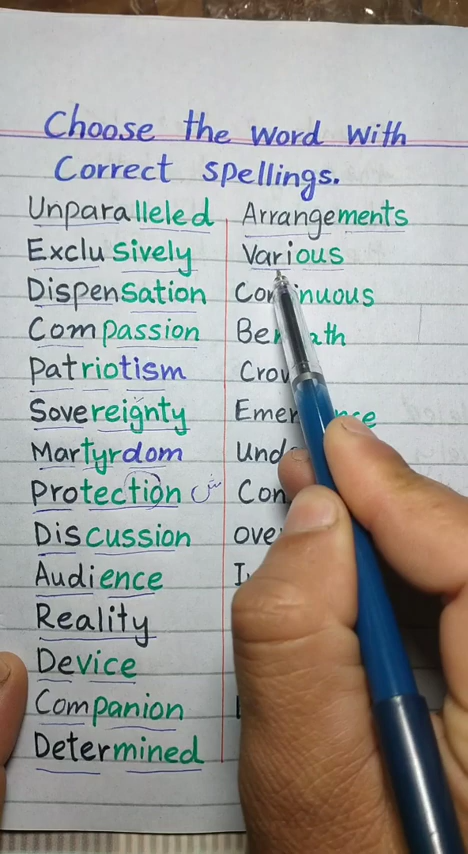 Choose the word with
Correct spellings.
Unparalleled
Exclusively
Dispensation
Compassion
Patriotism
Sovereignty
Martyrdom
Protection ش
Discussion
Audience
Reality
Device
Companion
Determined
Arrangements
Various